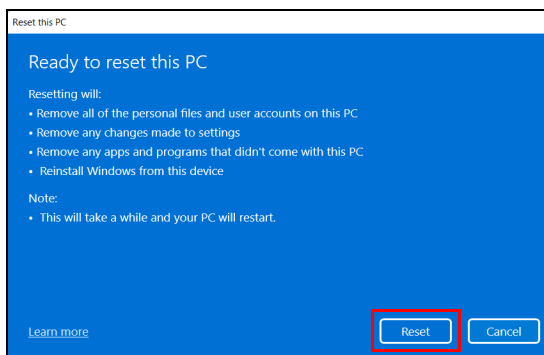 Reset this PC
Ready to reset this PC
Resetting will:
• Remove all of the personal files and user accounts on this PC
• Remove any changes made to settings
• Remove any apps and programs that didn't come with this PC
• Reinstall Windows from this device
Note:
• This will take a while and your PC will restart.
Learn more
Reset
Cancel